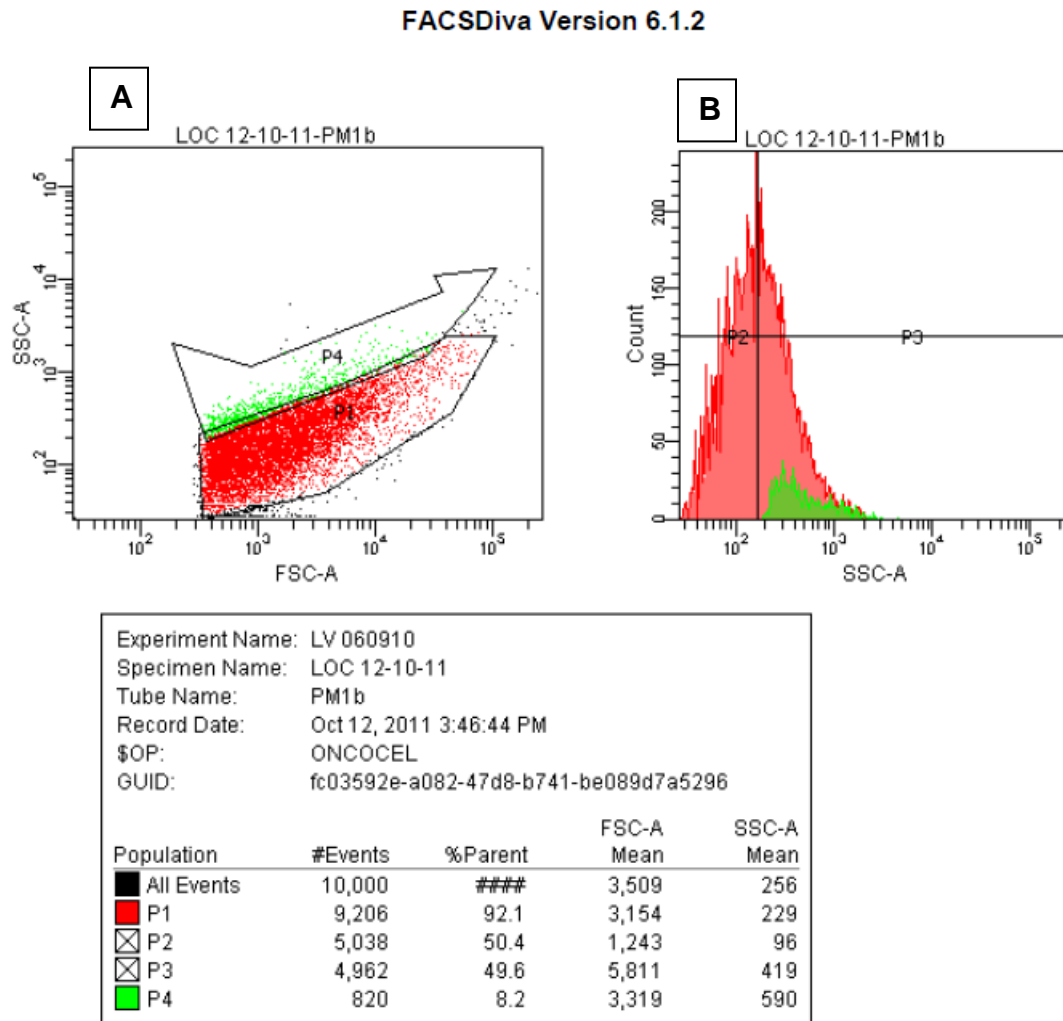 FACSDiva Version 6.1.2
A
LOC 12-10-11-PM1b
SSC-A
10^5
10^4
10^3
10^2
P4
P1
10^2 10^3 10^4 10^5
FSC-A
B
LOC 12-10-11-PM1b
Count
200
150
100
50
0
P2 P3
10^2 10^3 10^4 10^5
SSC-A
Experiment Name: LV 060910
Specimen Name: LOC 12-10-11
Tube Name: PM1b
Record Date: Oct 12, 2011 3:46:44 PM
$OP: ONCOCEL
GUID: fc03592e-a082-47d8-b741-be089d7a5296
FSC-A SSC-A
Population #Events %Parent Mean Mean
All Events 10,000 #### 3,509 256
P1 9,206 92.1 3,154 229
P2 5,038 50.4 1,243 96
P3 4,962 49.6 5,811 419
P4 820 8.2 3,319 590